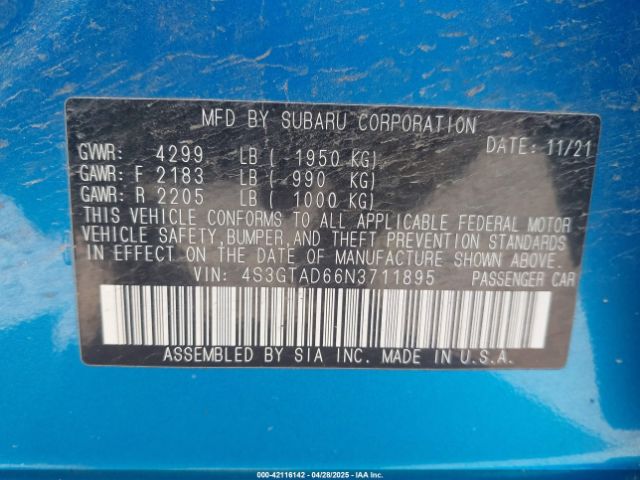 MFD BY SUBARU CORPORATION
DATE: 11/21
GVWR: 4299 LB ( 1950 KG)
GAWR: F 2183 LB ( 990 KG)
GAWR: R 2205 LB ( 1000 KG)
THIS VEHICLE CONFORMS TO ALL APPLICABLE FEDERAL MOTOR
VEHICLE SAFETY, BUMPER, AND THEFT PREVENTION STANDARDS
IN EFFECT ON THE DATE OF MANUFACTURE SHOWN ABOVE.
VIN: 4S3GTAD66N3711895 PASSENGER CAR
ASSEMBLED BY SIA INC. MADE IN U.S.A.
000-42116142 - 04/28/2025 - IAA Inc.